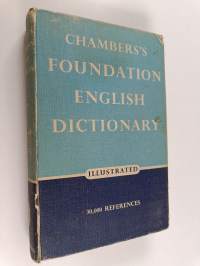 CHAMBERS'S
FOUNDATION
ENGLISH
DICTIONARY
ILLUSTRATED
30,000 REFERENCES